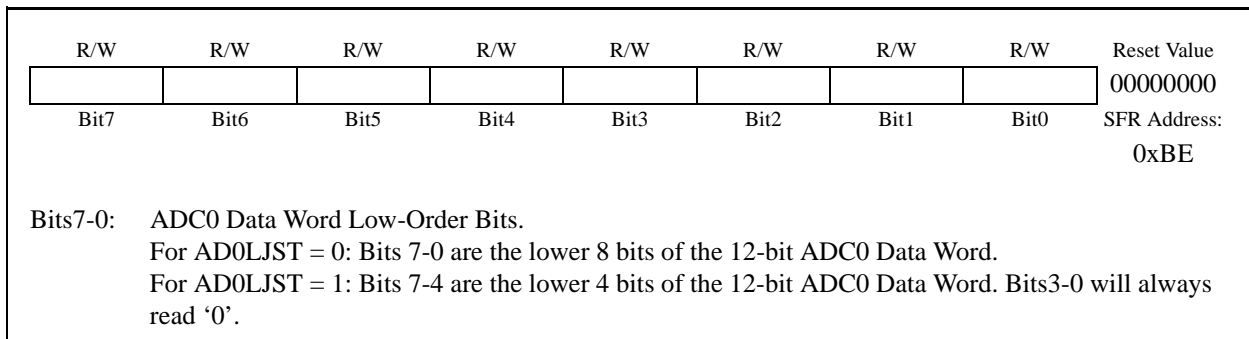 R/W R/W R/W R/W R/W R/W R/W R/W Reset Value
00000000
Bit7 Bit6 Bit5 Bit4 Bit3 Bit2 Bit1 Bit0 SFR Address:
0xBE
Bits7-0: ADC0 Data Word Low-Order Bits.
For AD0LJST = 0: Bits 7-0 are the lower 8 bits of the 12-bit ADC0 Data Word.
For AD0LJST = 1: Bits 7-4 are the lower 4 bits of the 12-bit ADC0 Data Word. Bits3-0 will always
read ‘0’.